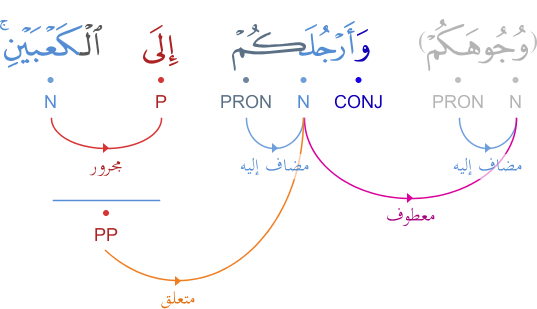 (وُجُوهَكُمْ) وَأَرْجُلَكُمْ إِلَى ٱلْكَعْبَيْنِ ۚ
N PRON CONJ N PRON P N
مضاف إليه مضاف إليه مجرور
معطوف
PP
متعلق